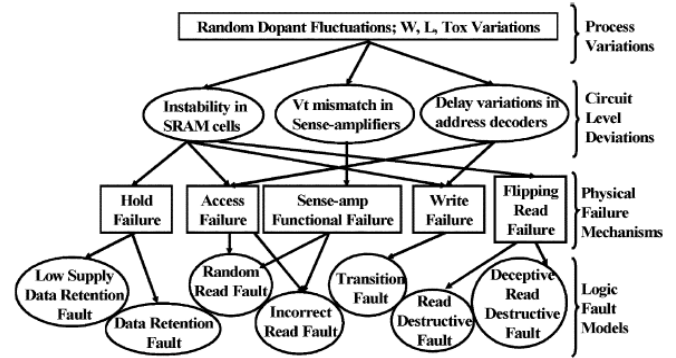 Random Dopant Fluctuations; W, L, Tox Variations
Process
Variations
Instability in
SRAM cells
Vt mismatch in
Sense-amplifiers
Delay variations in
address decoders
Circuit
Level
Deviations
Hold
Failure
Access
Failure
Sense-amp
Functional Failure
Write
Failure
Flipping
Read
Failure
Physical
Failure
Mechanisms
Low Supply
Data Retention
Fault
Data Retention
Fault
Random
Read Fault
Incorrect
Read Fault
Transition
Fault
Read
Destructive
Fault
Deceptive
Read
Destructive
Fault
Logic
Fault
Models